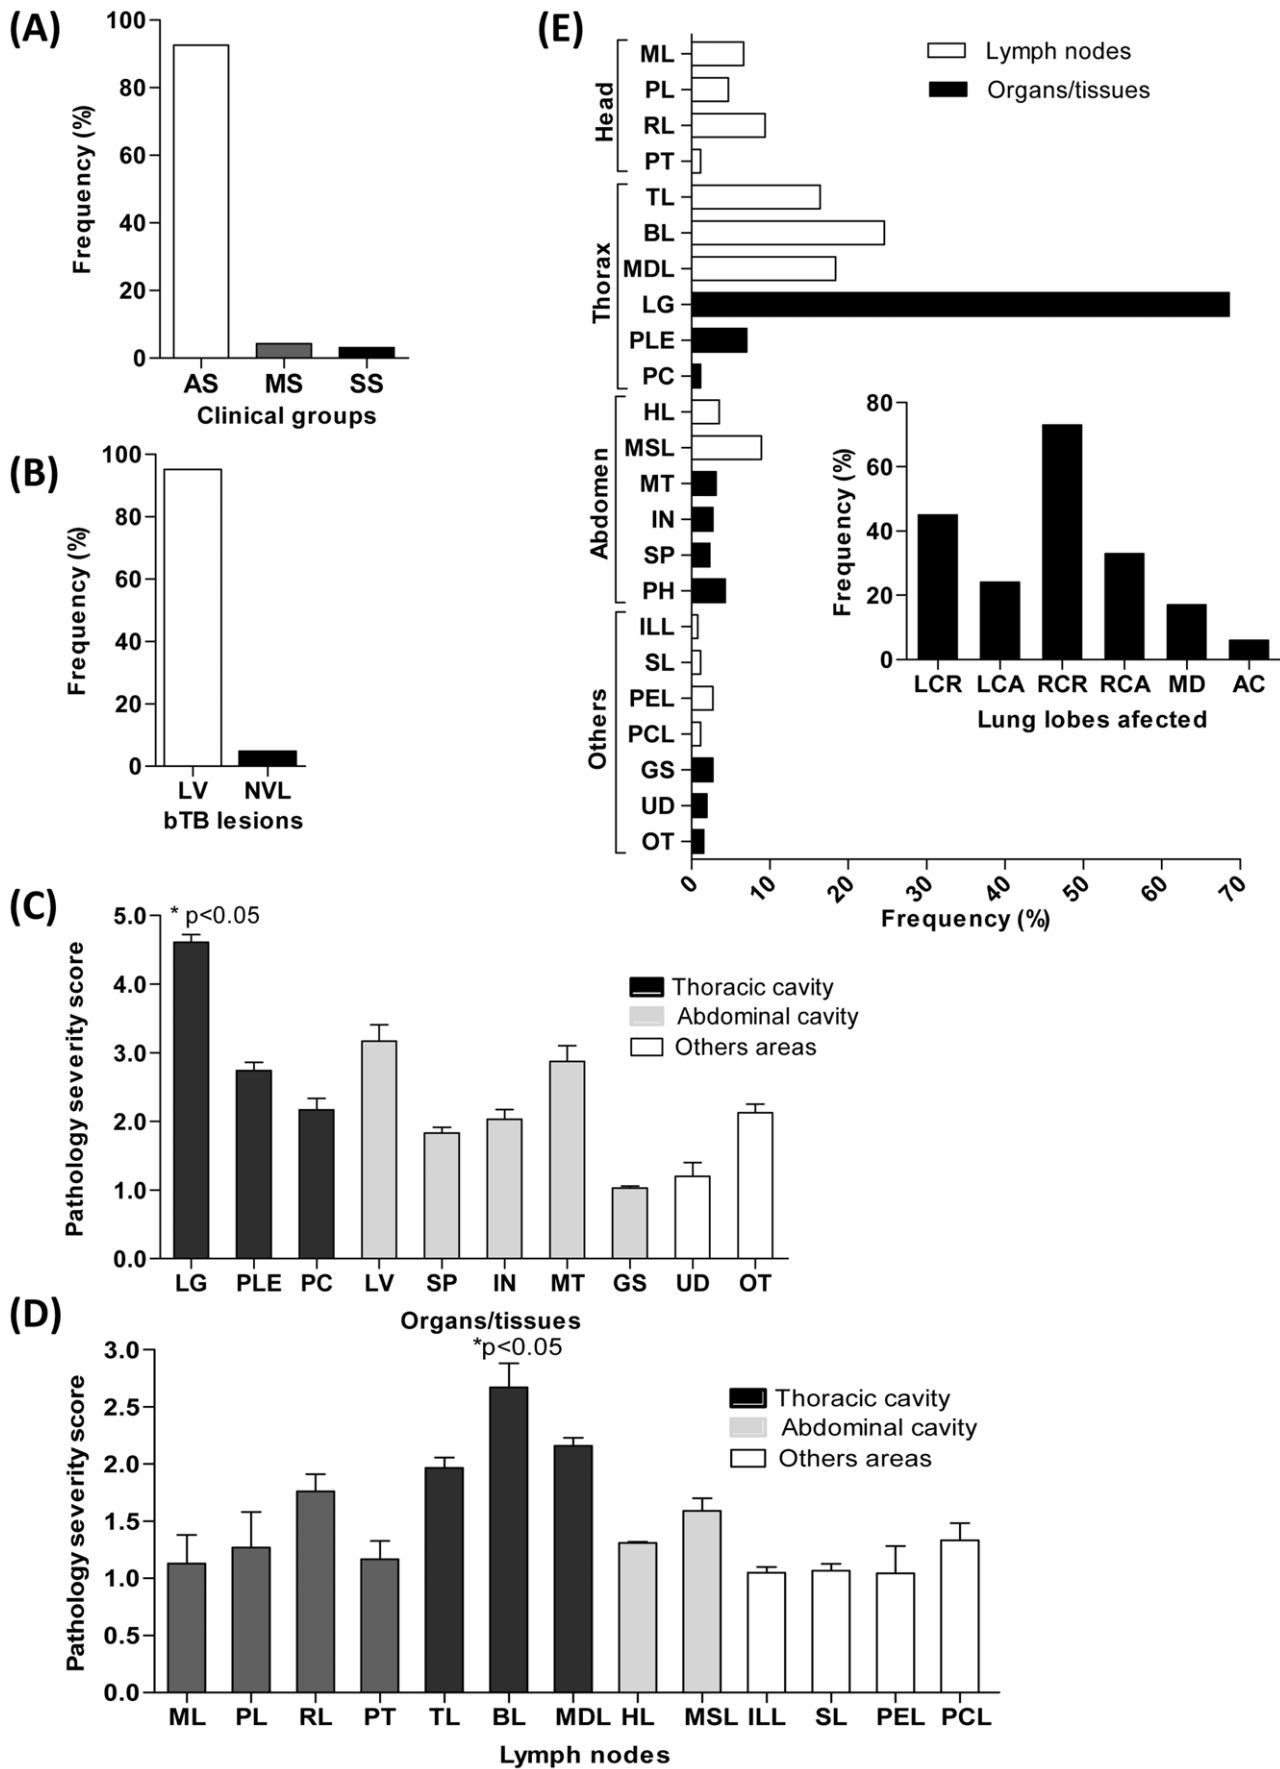 (A)
100
80
60
40
20
0
Frequency (%)
AS MS SS
Clinical groups
(B)
100
80
60
40
20
0
Frequency (%)
LV NVL
bTB lesions
(E)
Lymph nodes
Organs/tissues
Head
ML
PL
RL
PT
Thorax
TL
BL
MDL
LG
PLE
PC
Abdomen
HL
MSL
MT
IN
SP
PH
Others
ILL
SL
PEL
PCL
GS
UD
OT
0 10 20 30 40 50 60 70
Frequency (%)
80
60
40
20
0
Frequency (%)
LCR LCA RCR RCA MD AC
Lung lobes afected
(C)
* p<0.05
5.0
4.0
3.0
2.0
1.0
0.0
Pathology severity score
Thoracic cavity
Abdominal cavity
Others areas
LG PLE PC LV SP IN MT GS UD OT
Organs/tissues
(D)
*p<0.05
3.0
2.5
2.0
1.5
1.0
0.5
0.0
Pathology severity score
Thoracic cavity
Abdominal cavity
Others areas
ML PL RL PT TL BL MDL HL MSL ILL SL PEL PCL
Lymph nodes